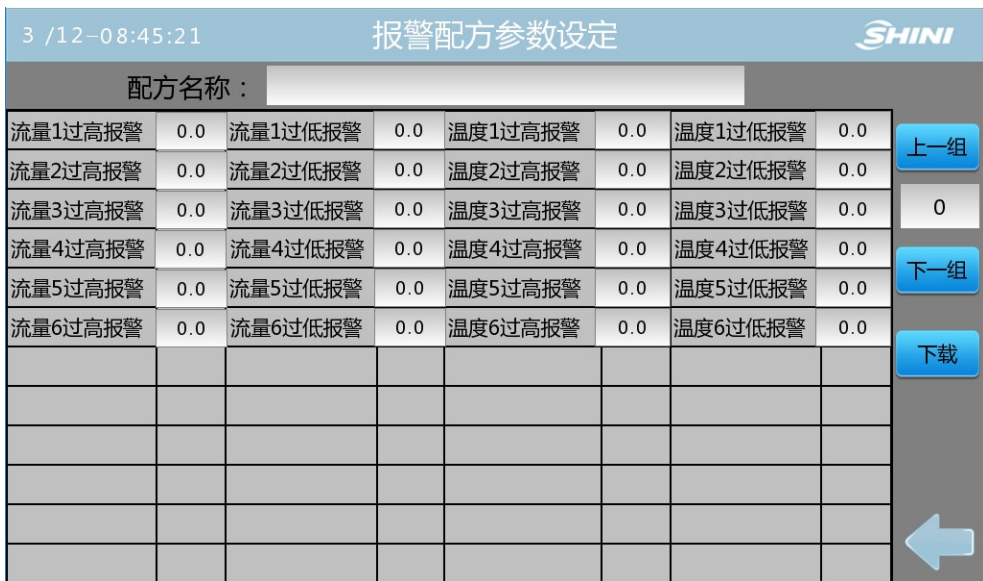 3 /12-08:45:21 报警配方参数设定 SHINI
配方名称：
流量1过高报警 0.0 流量1过低报警 0.0 温度1过高报警 0.0 温度1过低报警 0.0 上一组
流量2过高报警 0.0 流量2过低报警 0.0 温度2过高报警 0.0 温度2过低报警 0.0
流量3过高报警 0.0 流量3过低报警 0.0 温度3过高报警 0.0 温度3过低报警 0.0 0
流量4过高报警 0.0 流量4过低报警 0.0 温度4过高报警 0.0 温度4过低报警 0.0 下一组
流量5过高报警 0.0 流量5过低报警 0.0 温度5过高报警 0.0 温度5过低报警 0.0
流量6过高报警 0.0 流量6过低报警 0.0 温度6过高报警 0.0 温度6过低报警 0.0
下载